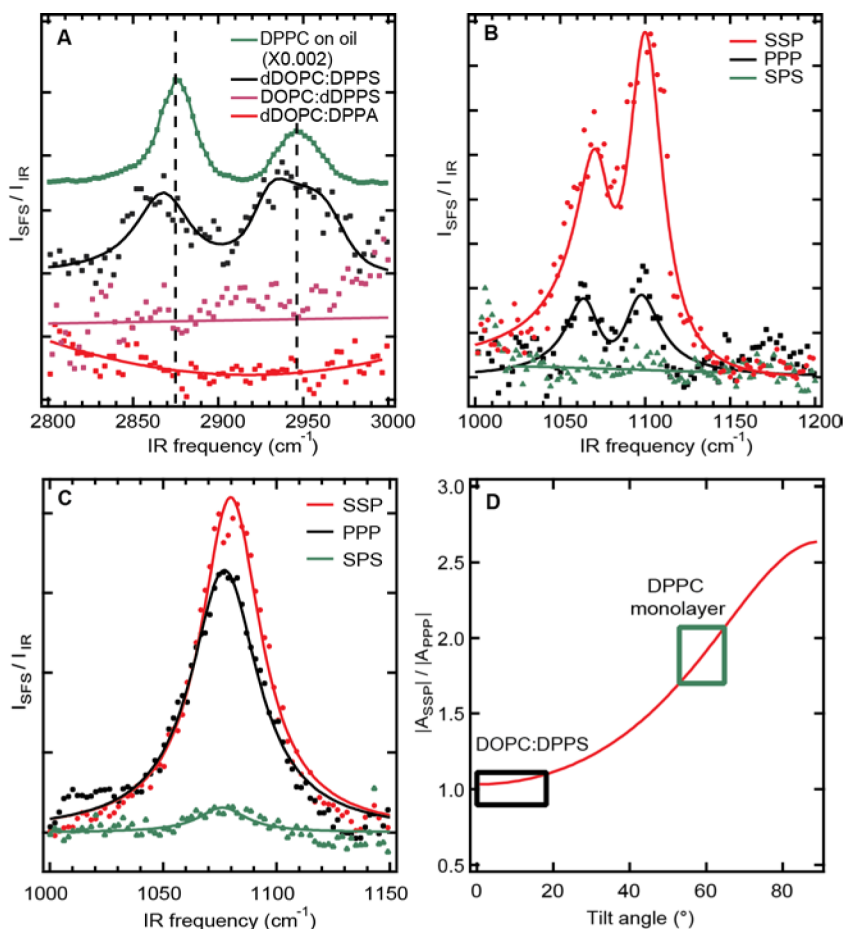 A
DPPC on oil
(X0.002)
dDOPC:DPPS
DOPC:dDPPS
dDOPC:DPPA
I_SFS / I_IR
2800 2850 2900 2950 3000
IR frequency (cm⁻¹)
B
SSP
PPP
SPS
I_SFS / I_IR
1000 1050 1100 1150 1200
IR frequency (cm⁻¹)
C
SSP
PPP
SPS
I_SFS / I_IR
1000 1050 1100 1150
IR frequency (cm⁻¹)
D
|A_SSP| / |A_PPP|
3.0
2.5
2.0
1.5
1.0
0.5
DPPC
monolayer
DOPC:DPPS
0 20 40 60 80
Tilt angle (°)